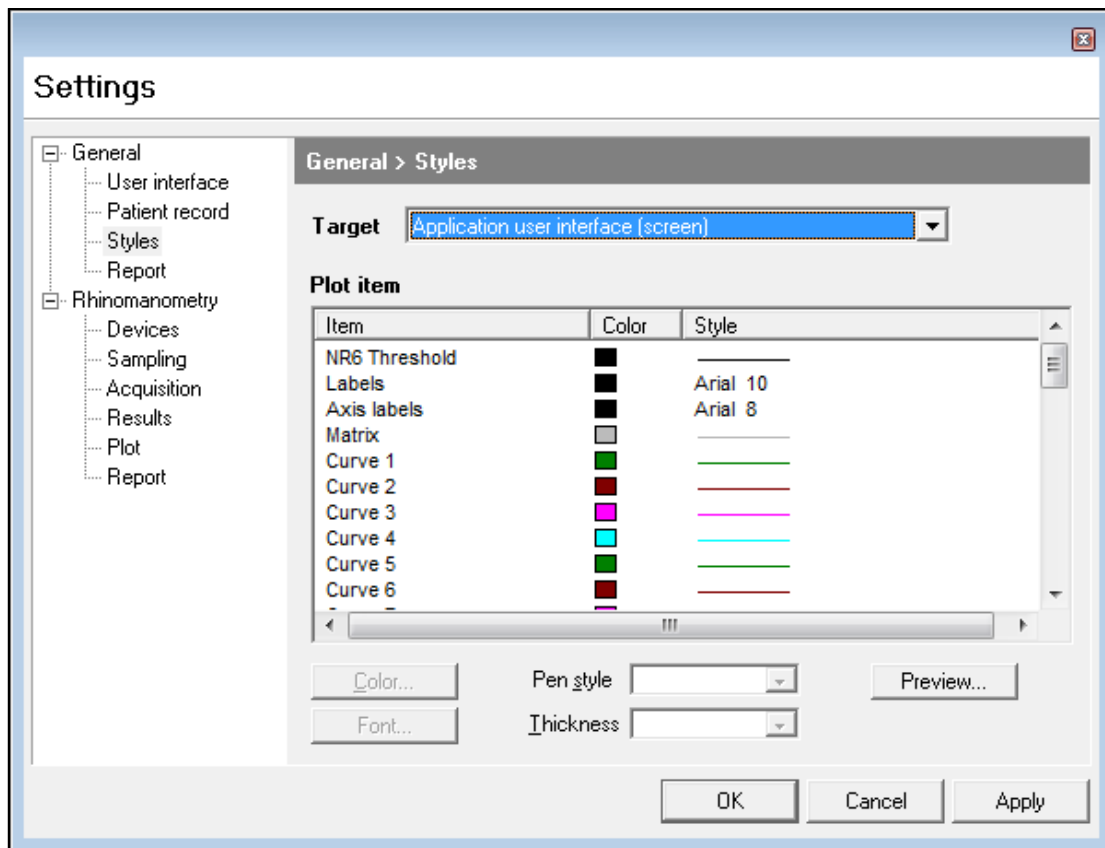 Settings
General
User interface
Patient record
Styles
Report
Rhinomanometry
Devices
Sampling
Acquisition
Results
Plot
Report
General > Styles
Target Application user interface (screen)
Plot item
Item Color Style
NR6 Threshold
Labels Arial 10
Axis labels Arial 8
Matrix
Curve 1
Curve 2
Curve 3
Curve 4
Curve 5
Curve 6
Color... Pen style Preview...
Font... Thickness
OK Cancel Apply